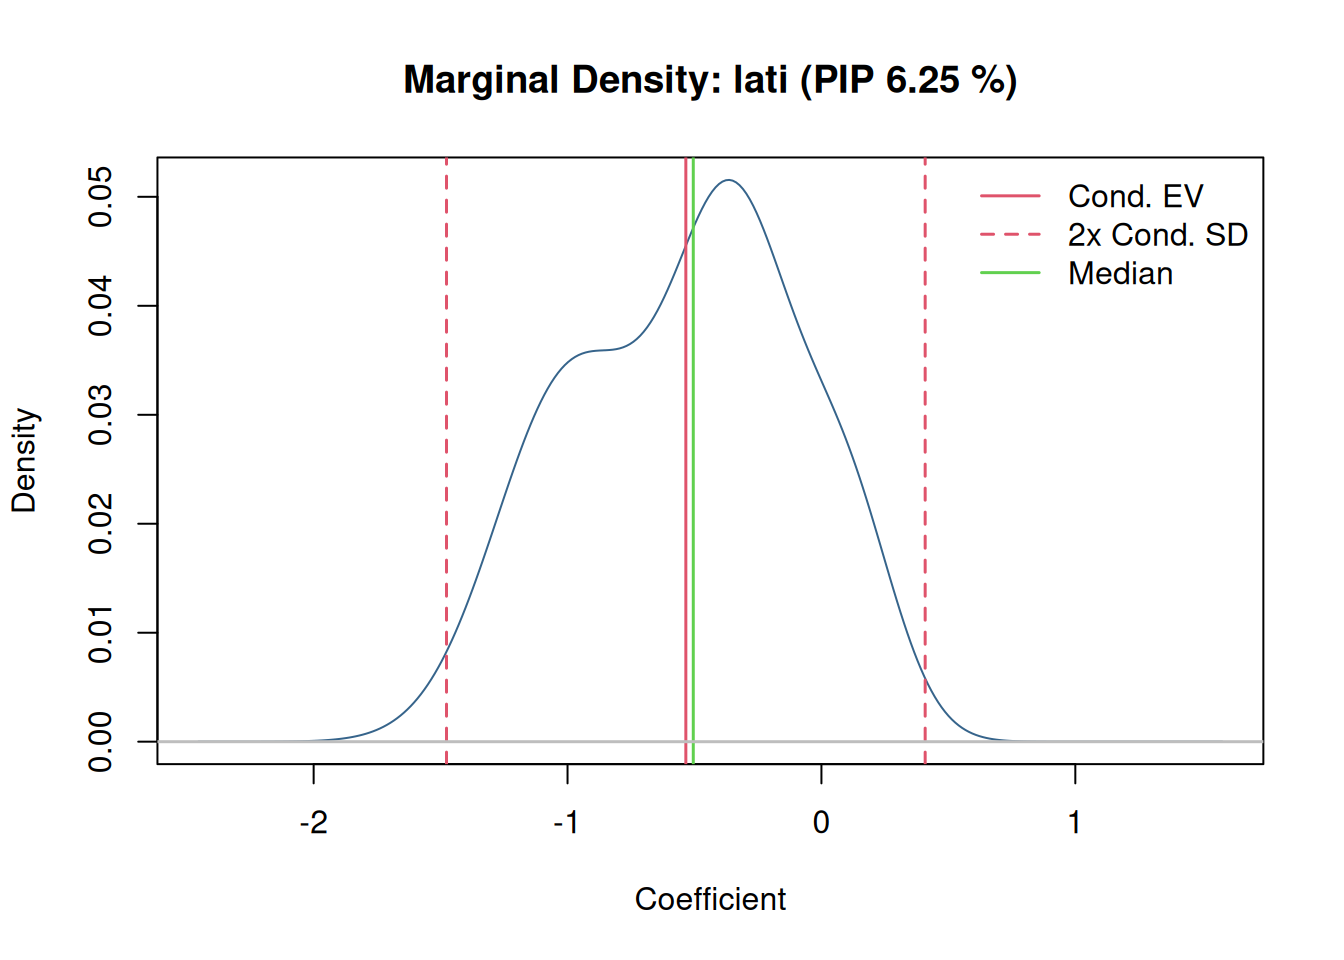 Marginal Density: lati (PIP 6.25 %)
Cond. EV
2x Cond. SD
Median
Density
0.05
0.04
0.03
0.02
0.01
0.00
-2
-1
0
1
Coefficient